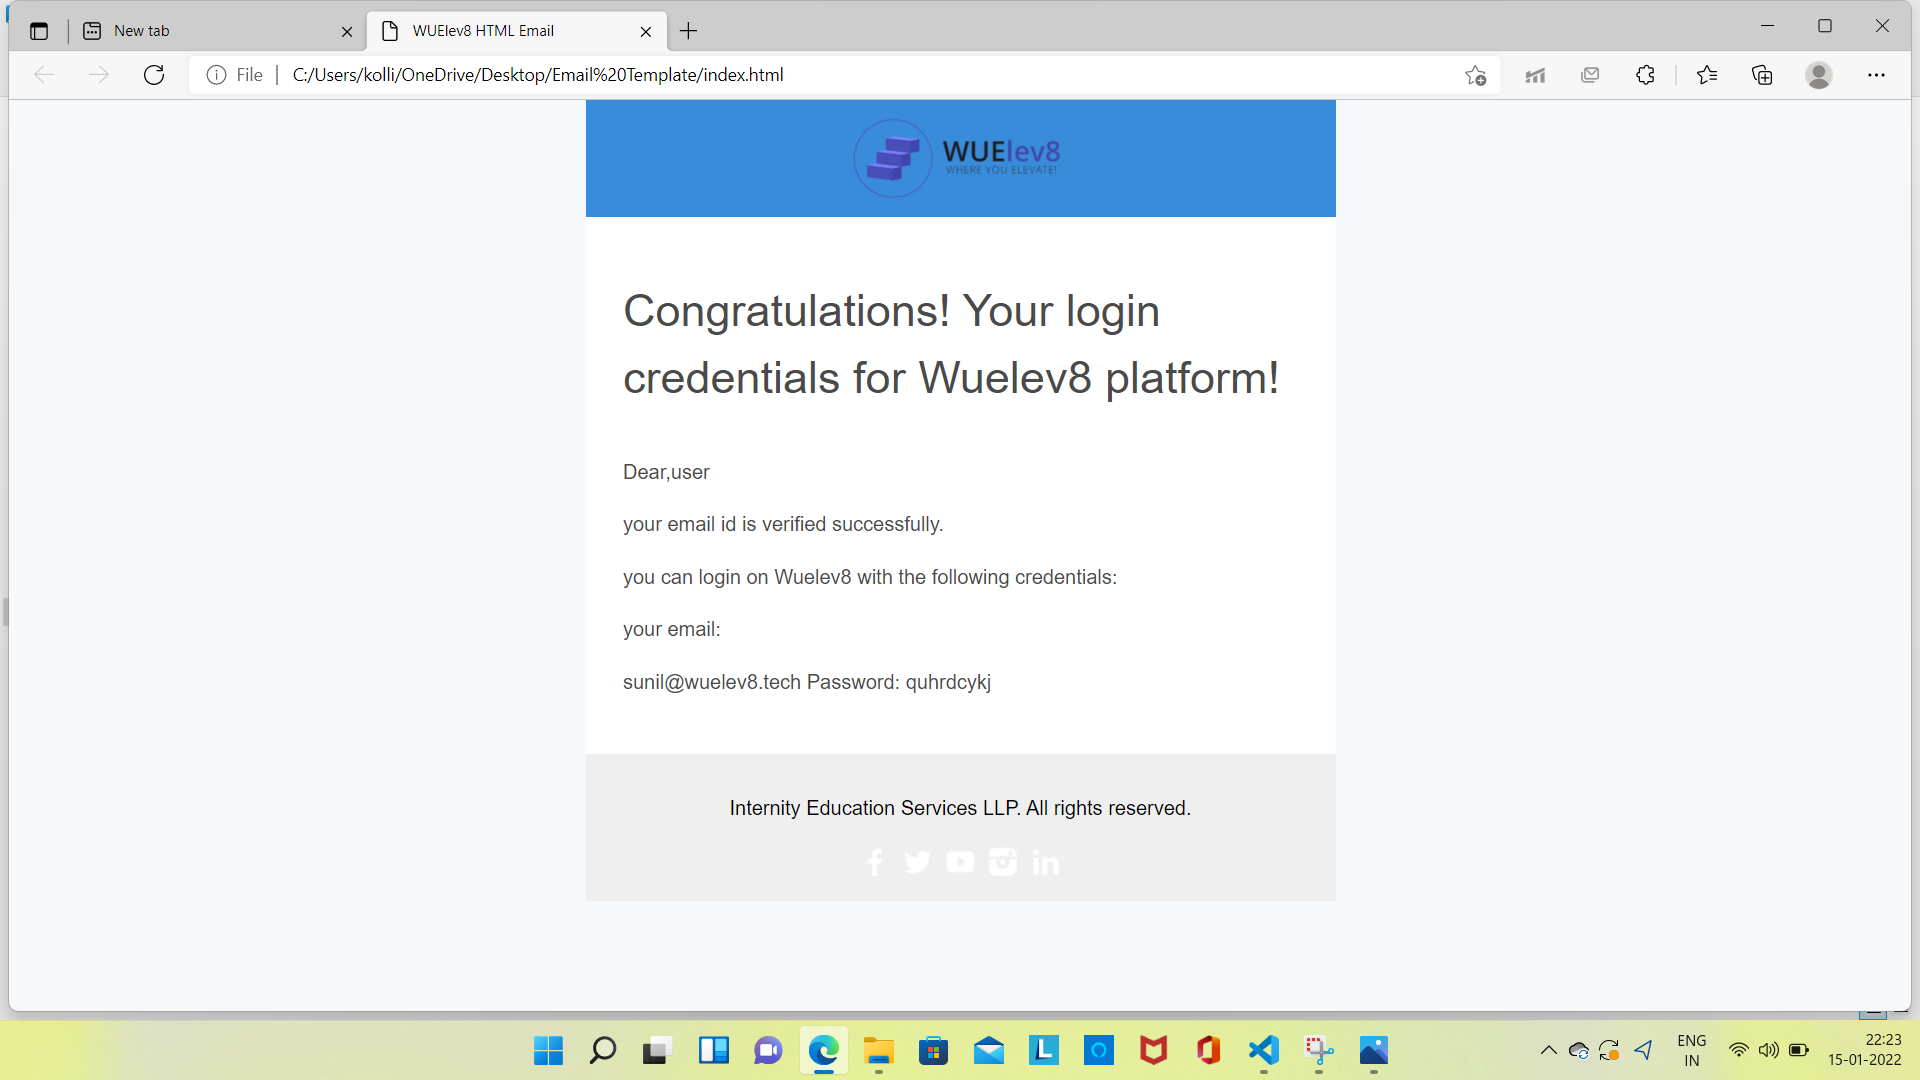 New tab
WUElev8 HTML Email
File
C:/Users/kolli/OneDrive/Desktop/Email%20Template/index.html
WUElev8
WHERE YOU ELEVATE!
Congratulations! Your login
credentials for Wuelev8 platform!
Dear,user
your email id is verified successfully.
you can login on Wuelev8 with the following credentials:
your email:
sunil@wuelev8.tech Password: quhrdcykj
Internity Education Services LLP. All rights reserved.
L
ENG
IN
22:23
15-01-2022